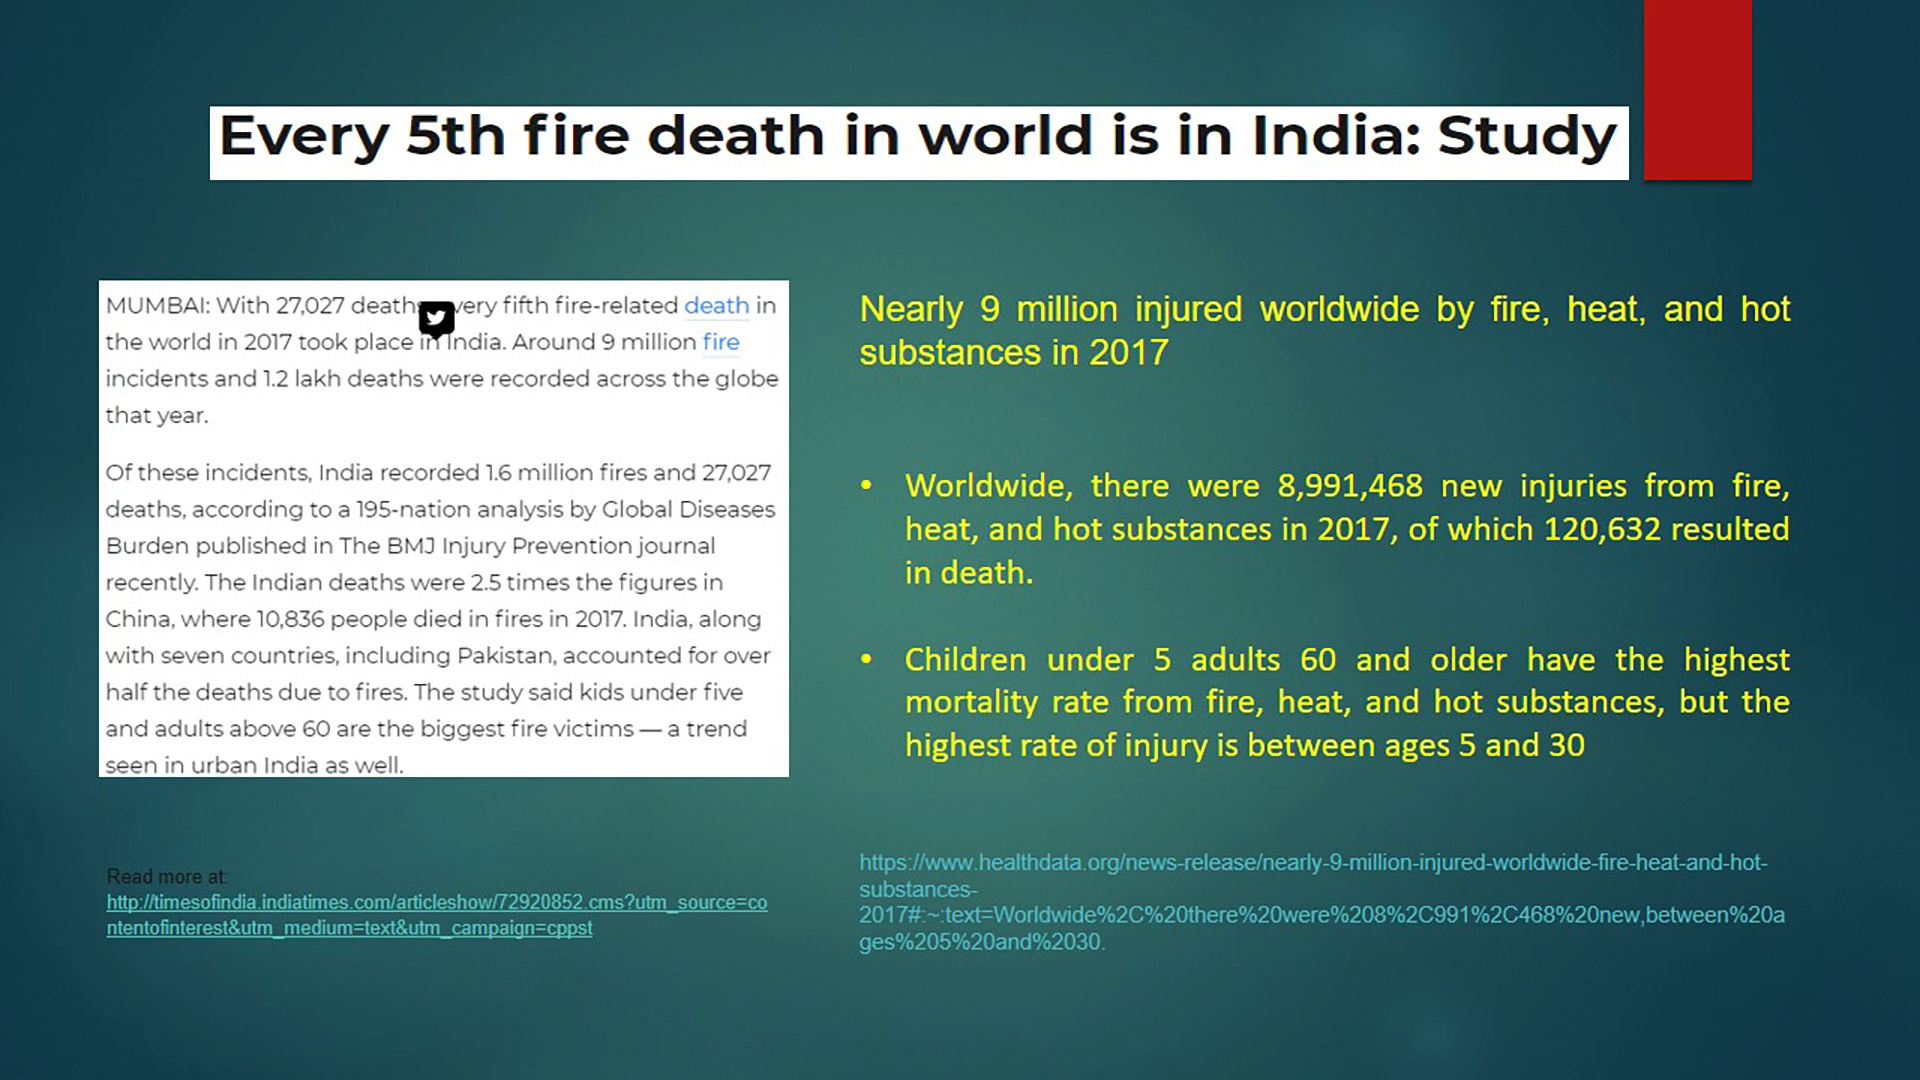 Every 5th fire death in world is in India: Study
MUMBAI: With 27,027 deaths very fifth fire-related death in
the world in 2017 took place in India. Around 9 million fire
incidents and 1.2 lakh deaths were recorded across the globe
that year.
Of these incidents, India recorded 1.6 million fires and 27,027
deaths, according to a 195-nation analysis by Global Diseases
Burden published in The BMJ Injury Prevention journal
recently. The Indian deaths were 2.5 times the figures in
China, where 10,836 people died in fires in 2017. India, along
with seven countries, including Pakistan, accounted for over
half the deaths due to fires. The study said kids under five
and adults above 60 are the biggest fire victims — a trend
seen in urban India as well.
Read more at:
http://timesofindia.indiatimes.com/articleshow/72920852.cms?utm_source=co
ntentofinterest&utm_medium=text&utm_campaign=cppst
Nearly 9 million injured worldwide by fire, heat, and hot
substances in 2017
• Worldwide, there were 8,991,468 new injuries from fire,
heat, and hot substances in 2017, of which 120,632 resulted
in death.
• Children under 5 adults 60 and older have the highest
mortality rate from fire, heat, and hot substances, but the
highest rate of injury is between ages 5 and 30
https://www.healthdata.org/news-release/nearly-9-million-injured-worldwide-fire-heat-and-hot-
substances-
2017#:~:text=Worldwide%2C%20there%20were%208%2C991%2C468%20new,between%20a
ges%205%20and%2030.